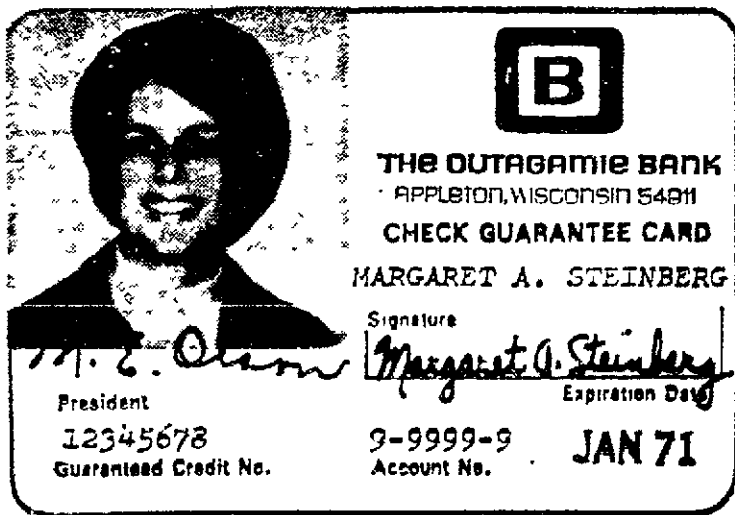 B
THE OUTAGAMIE BANK
APPLETON, WISCONSIN 54911
CHECK GUARANTEE CARD
MARGARET A. STEINBERG
Signature
M. E. Olson
Margaret A. Steinberg
President
Expiration Date
12345678
9-9999-9
JAN 71
Guaranteed Credit No.
Account No.